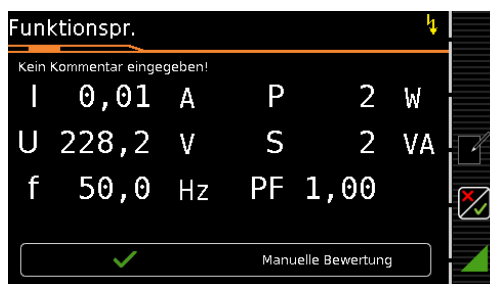 Funktionspr.
Kein Kommentar eingegeben!
I 0,01 A P 2 W
U 228,2 V S 2 VA
f 50,0 Hz PF 1,00
Manuelle Bewertung